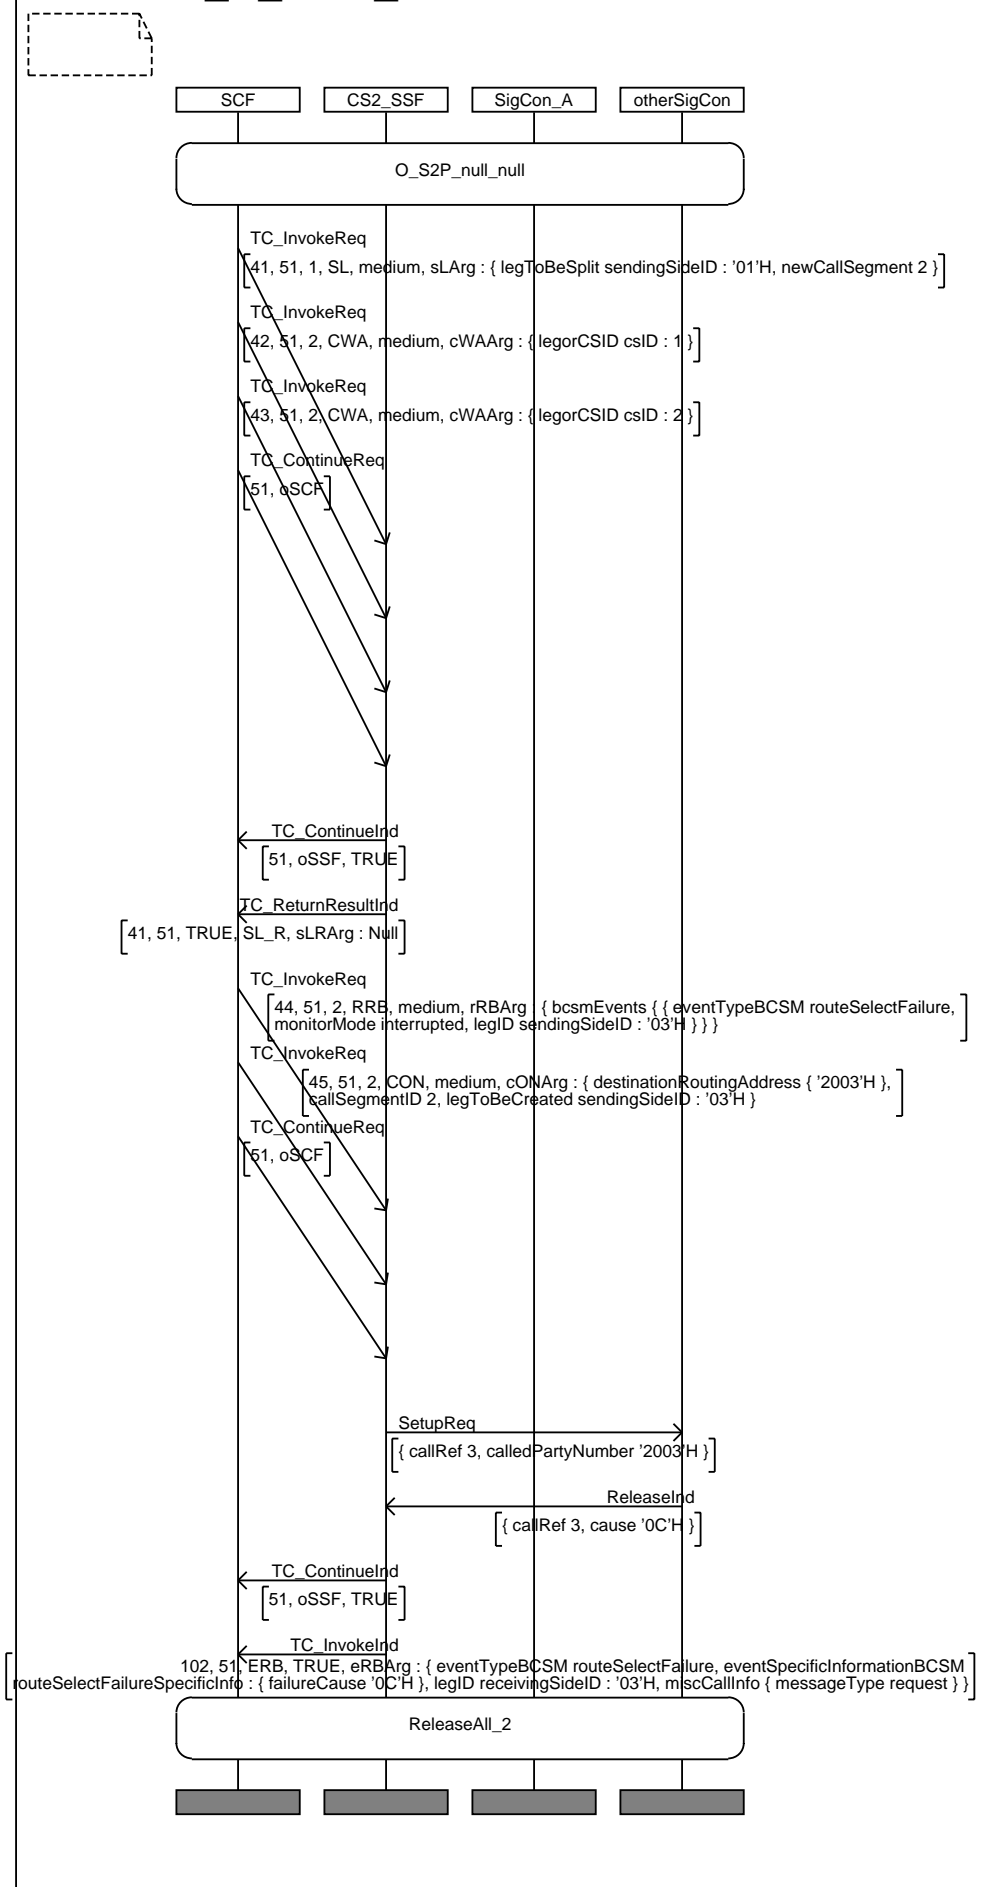 SCF CS2_SSF SigCon_A otherSigCon
O_S2P_null_null
TC_InvokeReq
41, 51, 1, SL, medium, sLArg : { legToBeSplit sendingSideID : '01'H, newCallSegment 2 }
TC_InvokeReq
42, 51, 2, CWA, medium, cWAArg : { legorCSID csID : 1 }
TC_InvokeReq
43, 51, 2, CWA, medium, cWAArg : { legorCSID csID : 2 }
TC_ContinueReq
51, oSCF
TC_ContinueInd
51, oSSF, TRUE
TC_ReturnResultInd
41, 51, TRUE, SL_R, sLRArg : Null
TC_InvokeReq
44, 51, 2, RRB, medium, rRBArg : { bcsmEvents { { eventTypeBCSM routeSelectFailure,
monitorMode interrupted, legID sendingSideID : '03'H } } }
TC_InvokeReq
45, 51, 2, CON, medium, cONArg : { destinationRoutingAddress { '2003'H },
callSegmentID 2, legToBeCreated sendingSideID : '03'H }
TC_ContinueReq
51, oSCF
SetupReq
{ callRef 3, calledPartyNumber '2003'H }
ReleaseInd
{ callRef 3, cause '0C'H }
TC_ContinueInd
51, oSSF, TRUE
TC_InvokeInd
102, 51, ERB, TRUE, eRBArg : { eventTypeBCSM routeSelectFailure, eventSpecificInformationBCSM
routeSelectFailureSpecificInfo : { failureCause '0C'H }, legID receivingSideID : '03'H, miscCallInfo { messageType request } }
ReleaseAll_2